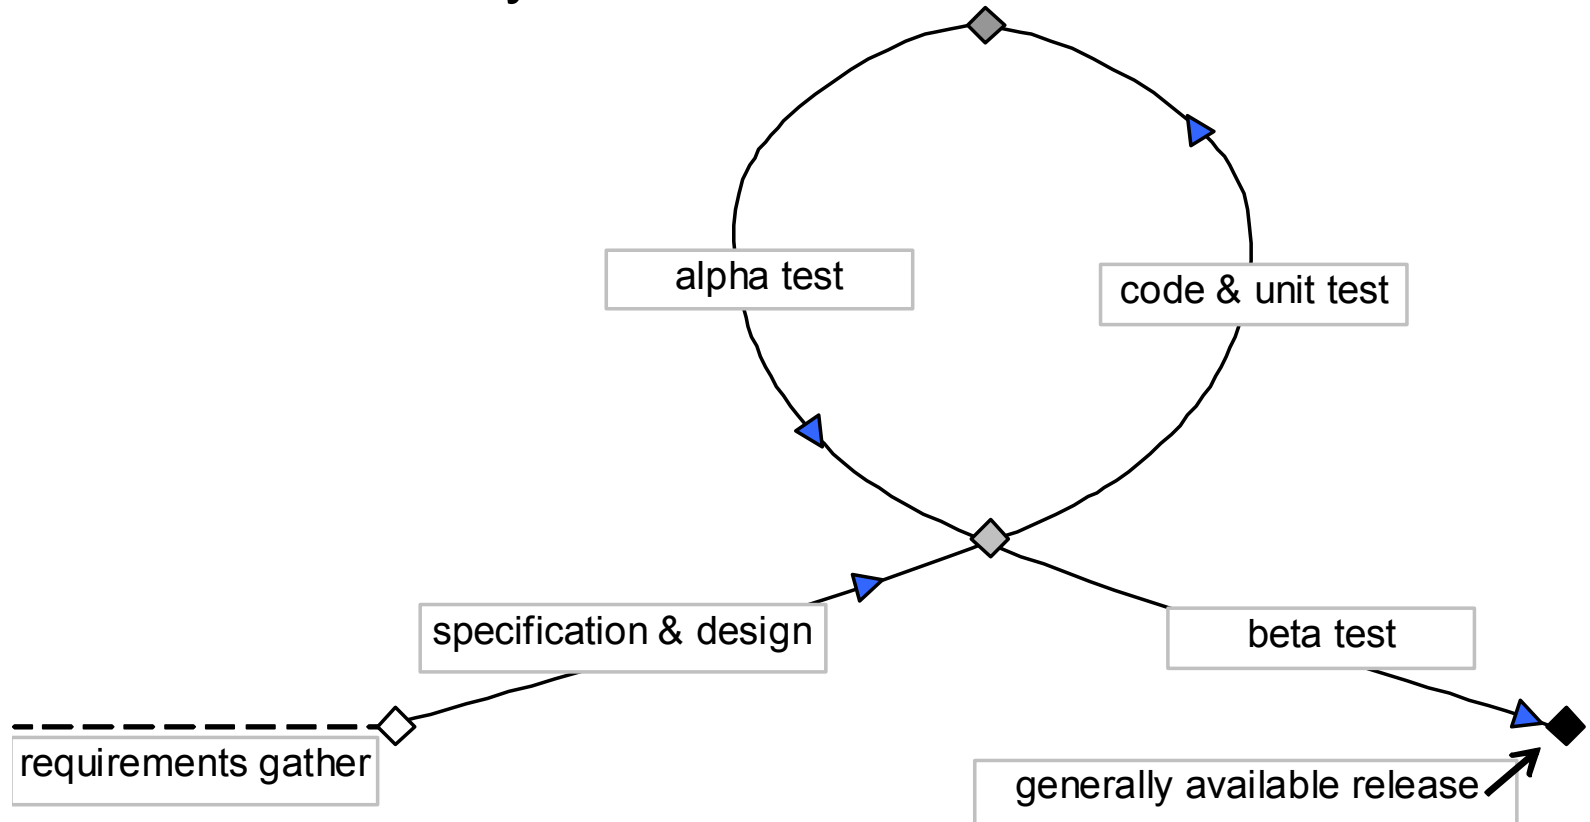 alpha test
code & unit test
specification & design
beta test
requirements gather
generally available release